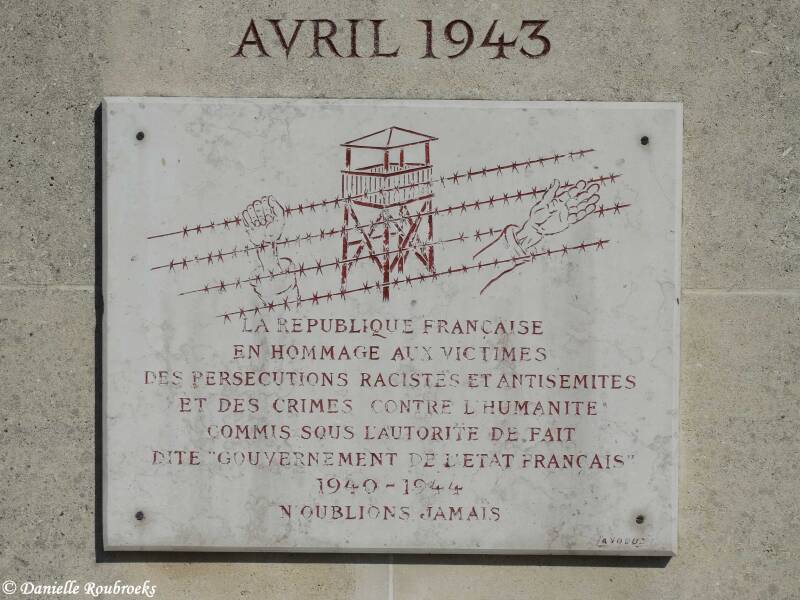 AVRIL 1943
LA REPUBLIQUE FRANÇAISE
EN HOMMAGE AUX VICTIMES
DES PERSECUTIONS RACISTES ET ANTISEMITES
ET DES CRIMES CONTRE L'HUMANITE
COMMIS SOUS L'AUTORITE DE FAIT
DITE "GOUVERNEMENT DE L'ETAT FRANÇAIS"
1940-1944
N'OUBLIONS JAMAIS
© Danielle Roubroeks